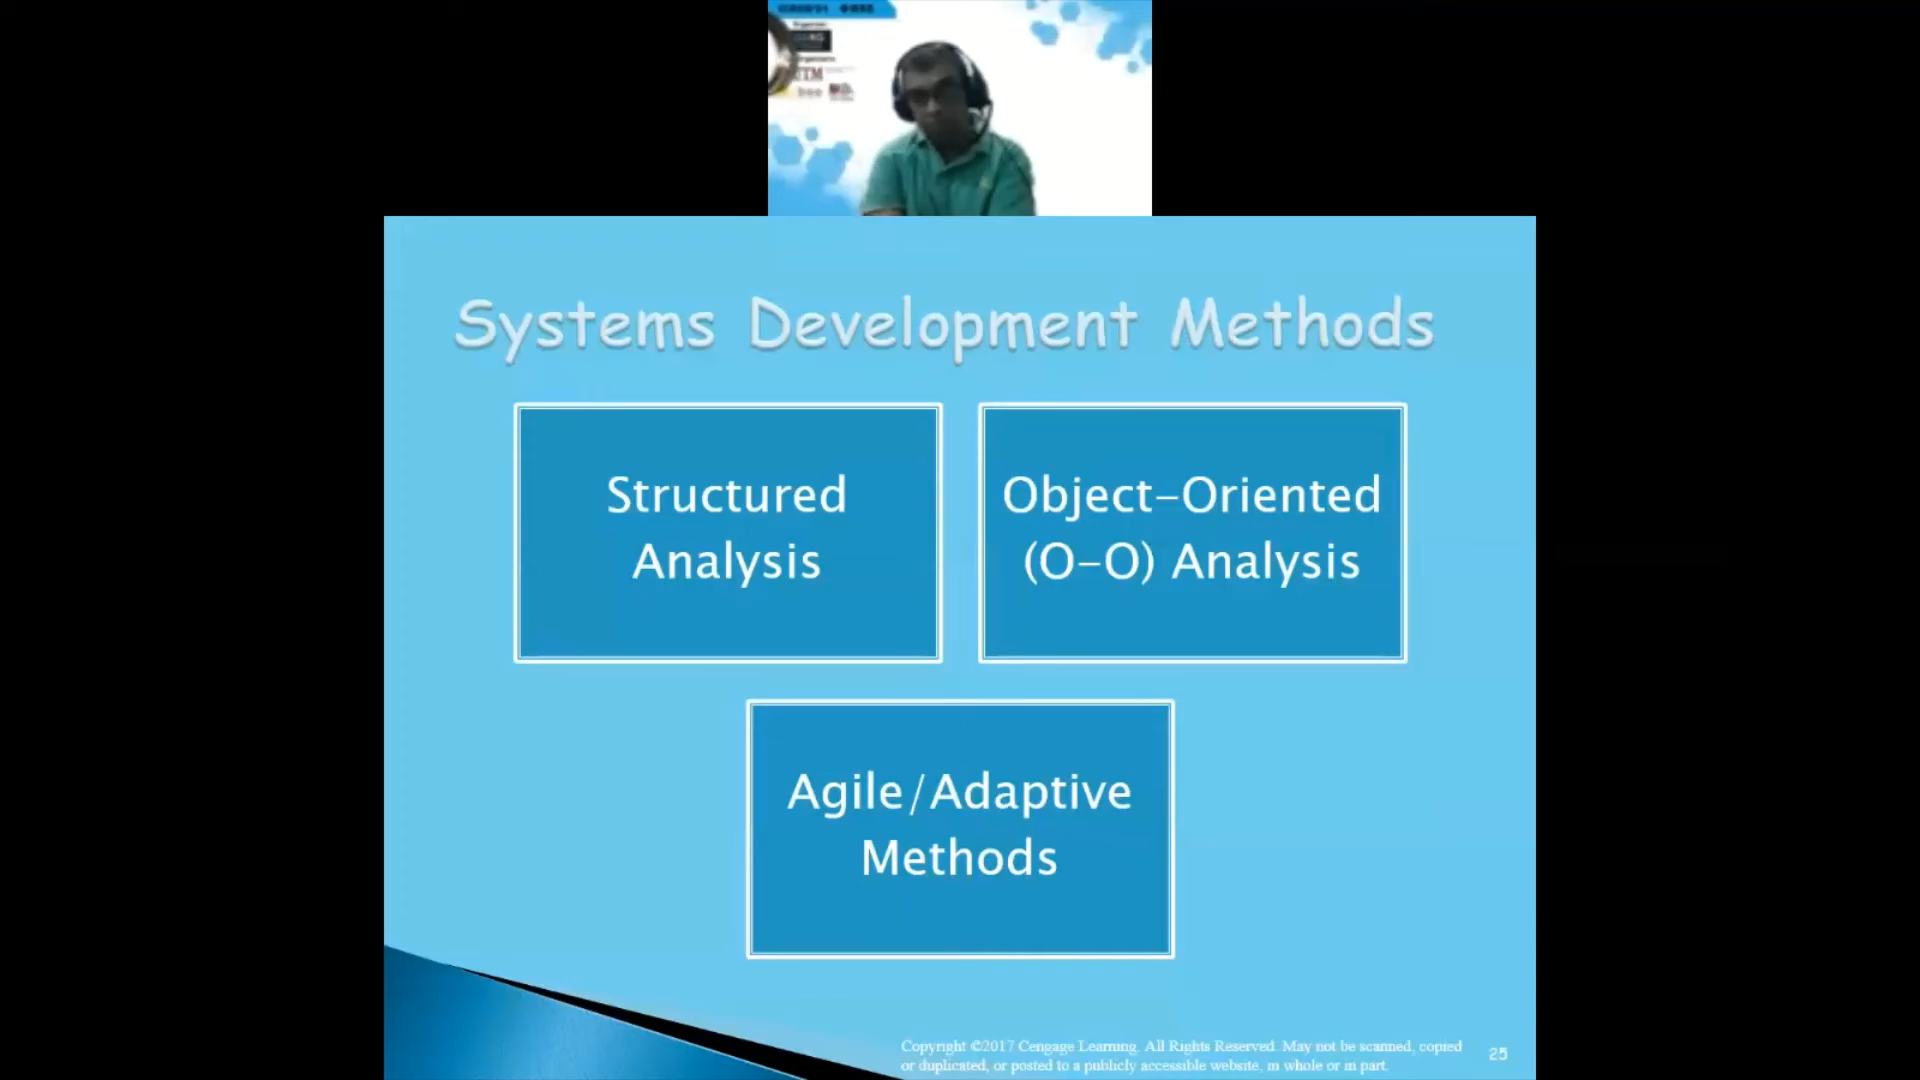 Systems Development Methods
Structured
Analysis
Object-Oriented
(O-O) Analysis
Agile/Adaptive
Methods
Copyright ©2017 Cengage Learning. All Rights Reserved. May not be scanned, copied
or duplicated, or posted to a publicly accessible website, in whole or in part.
25